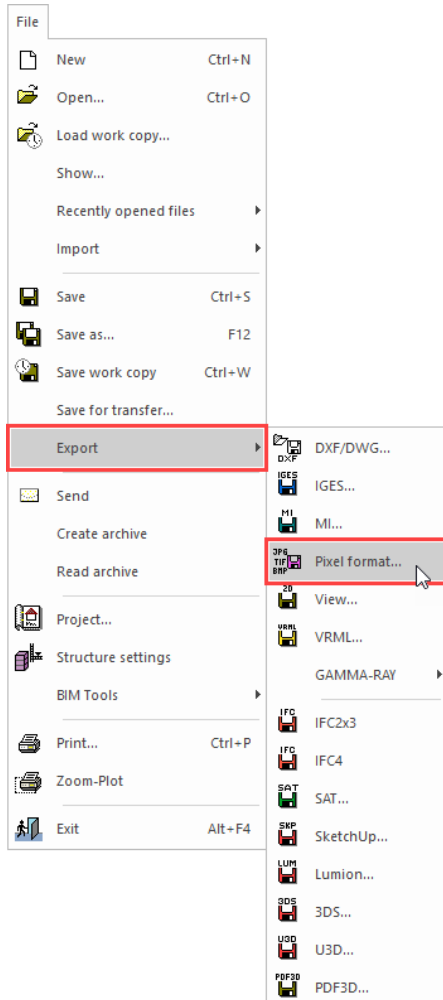 File
New Ctrl+N
Open... Ctrl+O
Load work copy...
Show...
Recently opened files
Import
Save Ctrl+S
Save as... F12
Save work copy Ctrl+W
Save for transfer...
Export
Send
Create archive
Read archive
Project...
Structure settings
BIM Tools
Print... Ctrl+P
Zoom-Plot
Exit Alt+F4
DXF
DXF/DWG...
IGES
IGES...
MI
MI...
JPG
TIF
BMP
Pixel format...
2D
View...
VRML
VRML...
GAMMA-RAY
IFC
IFC2x3
IFC
IFC4
SAT
SAT...
SKP
SketchUp...
LUM
Lumion...
3DS
3DS...
U3D
U3D...
PDF3D
PDF3D...